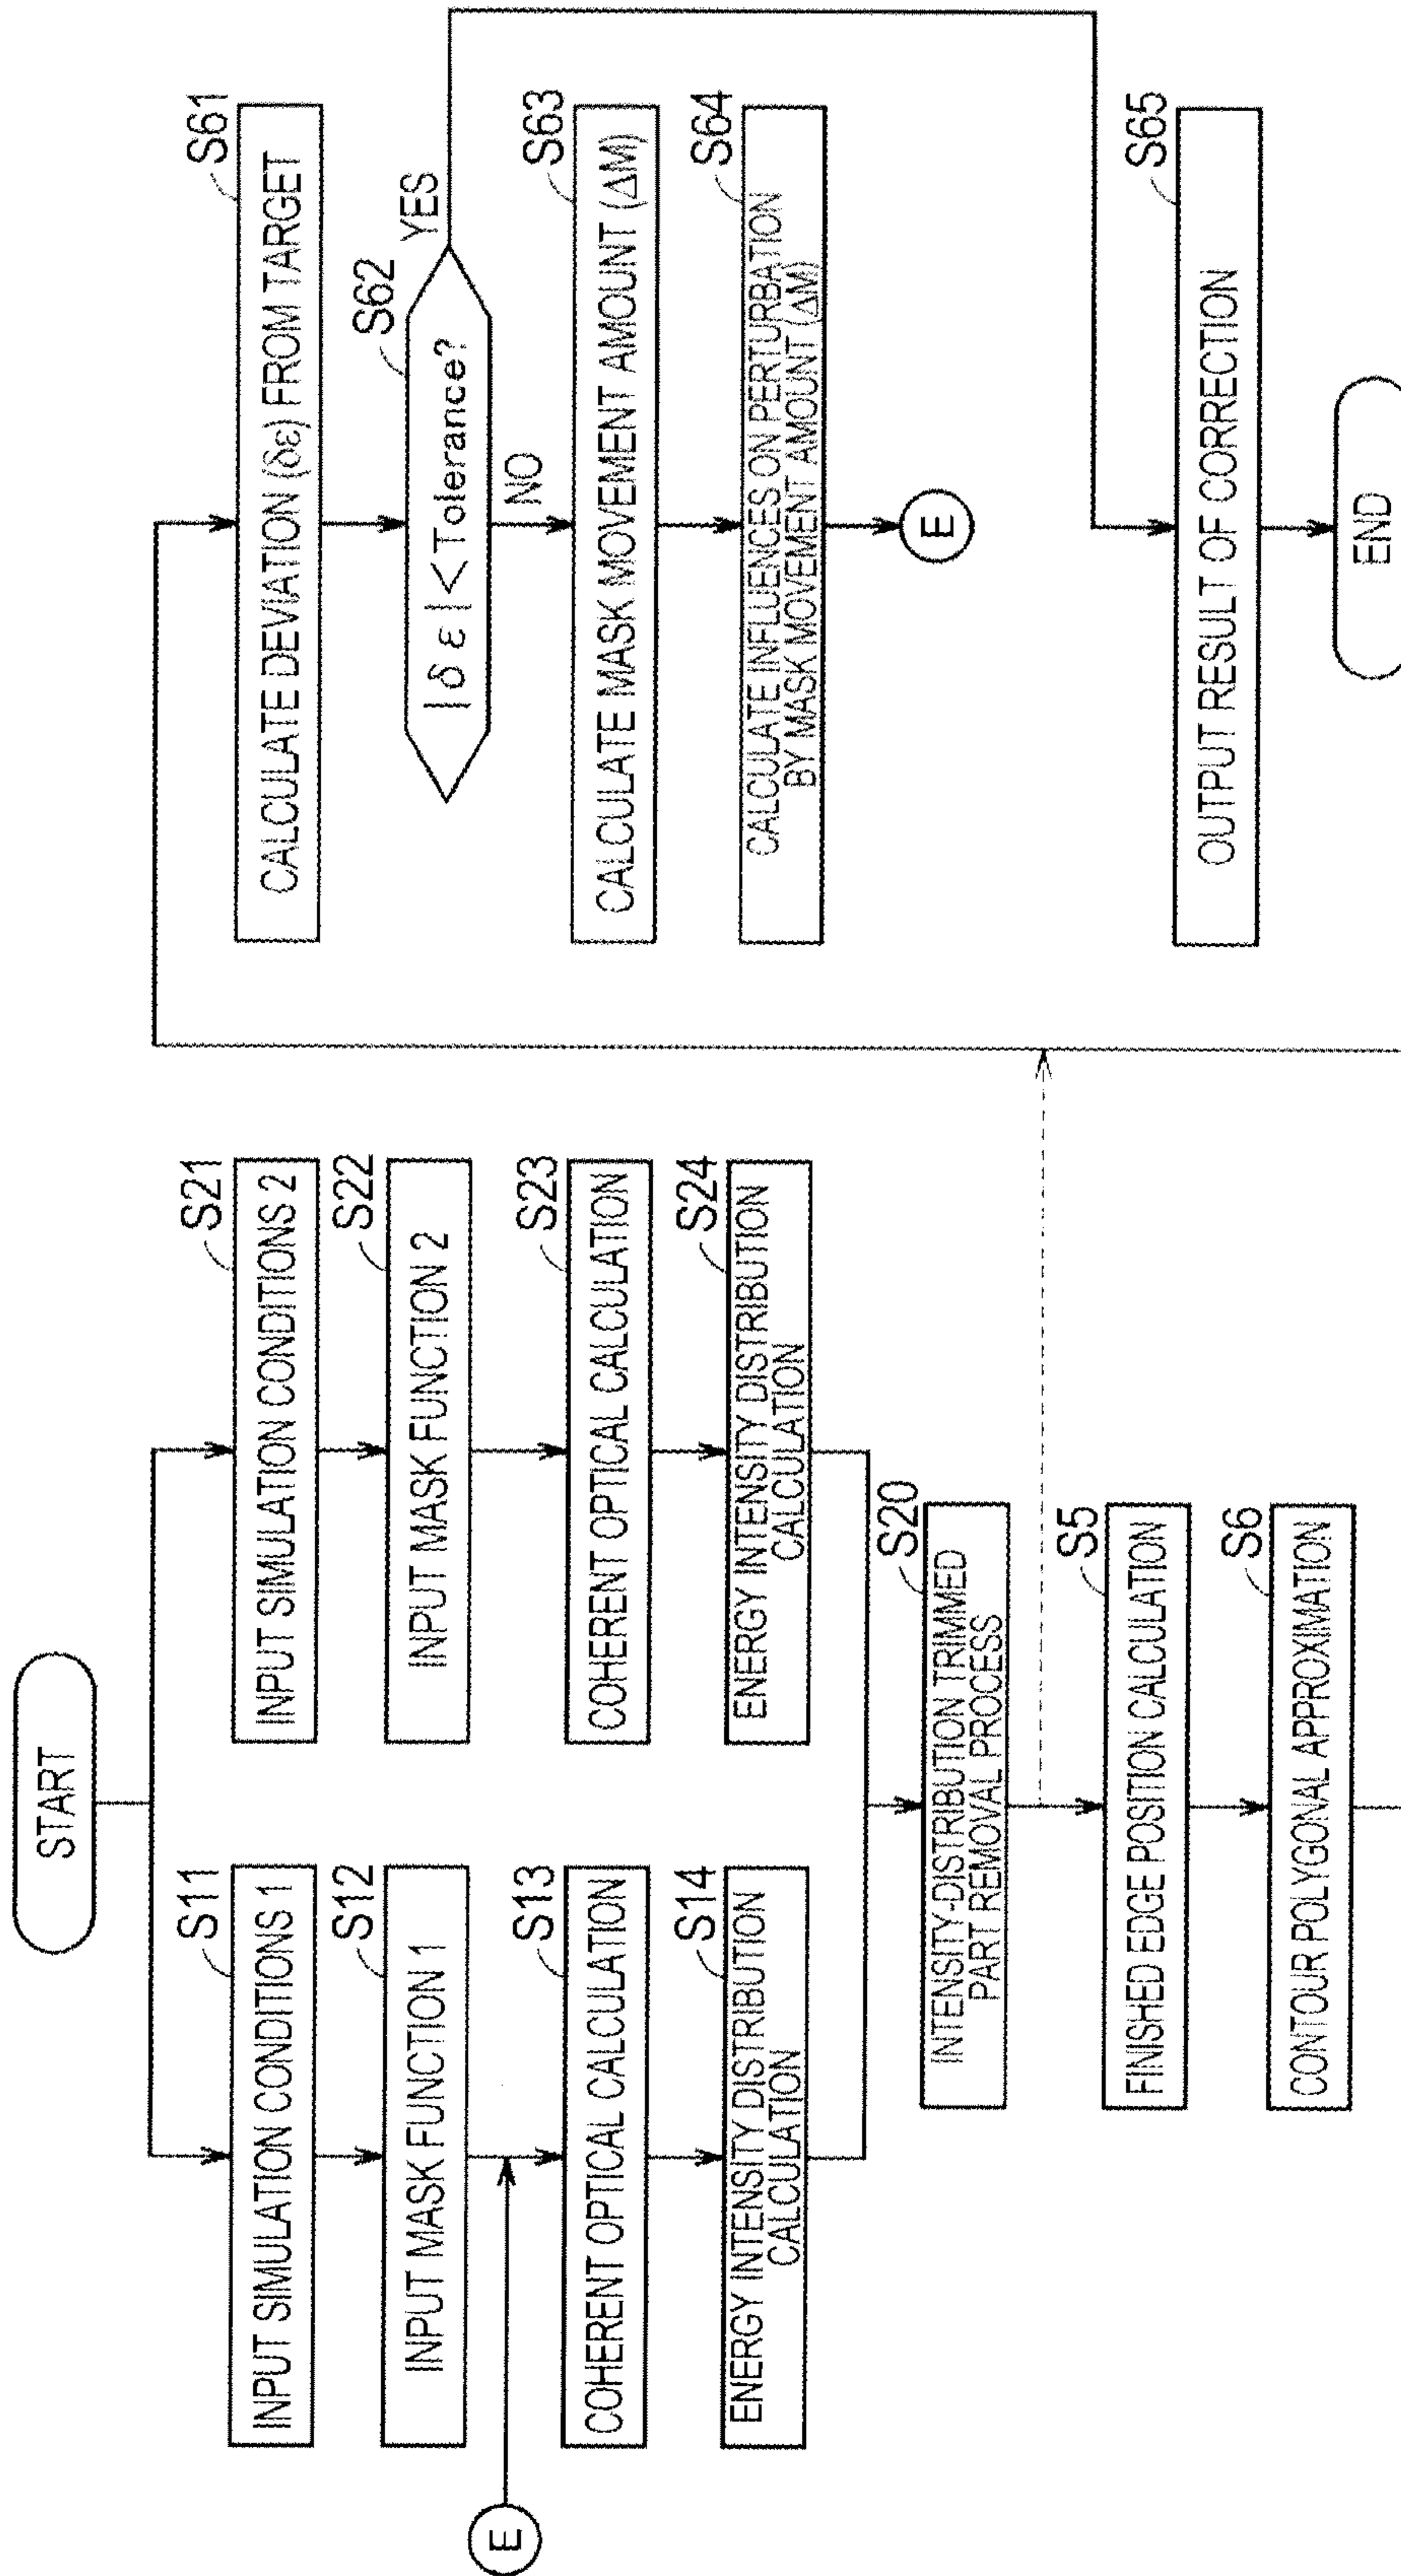 START
S11
INPUT SIMULATION CONDITIONS 1
S12
INPUT MASK FUNCTION 1
E
S13
COHERENT OPTICAL CALCULATION
S14
ENERGY INTENSITY DISTRIBUTION
CALCULATION
S21
INPUT SIMULATION CONDITIONS 2
S22
INPUT MASK FUNCTION 2
S23
COHERENT OPTICAL CALCULATION
S24
ENERGY INTENSITY DISTRIBUTION
CALCULATION
S20
INTENSITY-DISTRIBUTION TRIMMED
PART REMOVAL PROCESS
S5
FINISHED EDGE POSITION CALCULATION
S6
CONTOUR POLYGONAL APPROXIMATION
S61
CALCULATE DEVIATION (δε) FROM TARGET
S62
|δε|<Tolerance?
YES
NO
S63
CALCULATE MASK MOVEMENT AMOUNT (ΔM)
S64
CALCULATE INFLUENCES ON PERTURBATION
BY MASK MOVEMENT AMOUNT (ΔM)
E
S65
OUTPUT RESULT OF CORRECTION
END